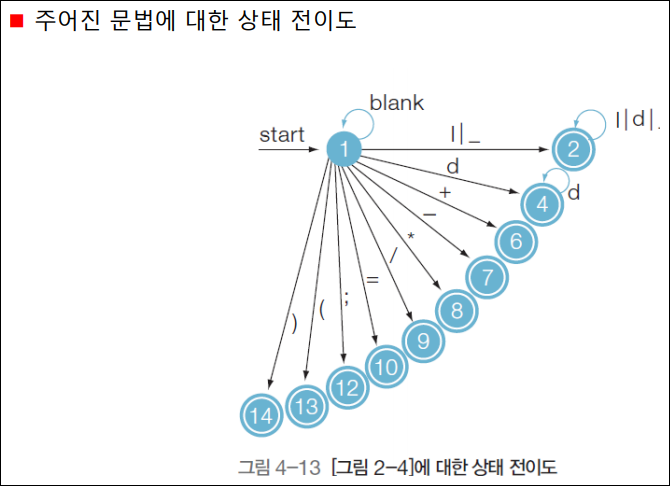 주어진 문법에 대한 상태 전이도
blank
start
1
l|_
2
l|d|.
d
4
d
+
6
−
7
*
8
/
9
=
10
;
12
(
13
)
14
그림 4-13 [그림 2-4]에 대한 상태 전이도